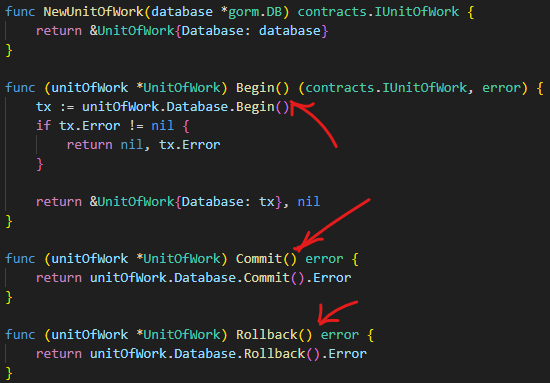 func NewUnitOfWork(database *gorm.DB) contracts.IUnitOfWork {
    return &UnitOfWork{Database: database}
}

func (unitOfWork *UnitOfWork) Begin() (contracts.IUnitOfWork, error) {
    tx := unitOfWork.Database.Begin()
    if tx.Error != nil {
        return nil, tx.Error
    }

    return &UnitOfWork{Database: tx}, nil
}

func (unitOfWork *UnitOfWork) Commit() error {
    return unitOfWork.Database.Commit().Error
}

func (unitOfWork *UnitOfWork) Rollback() error {
    return unitOfWork.Database.Rollback().Error
}